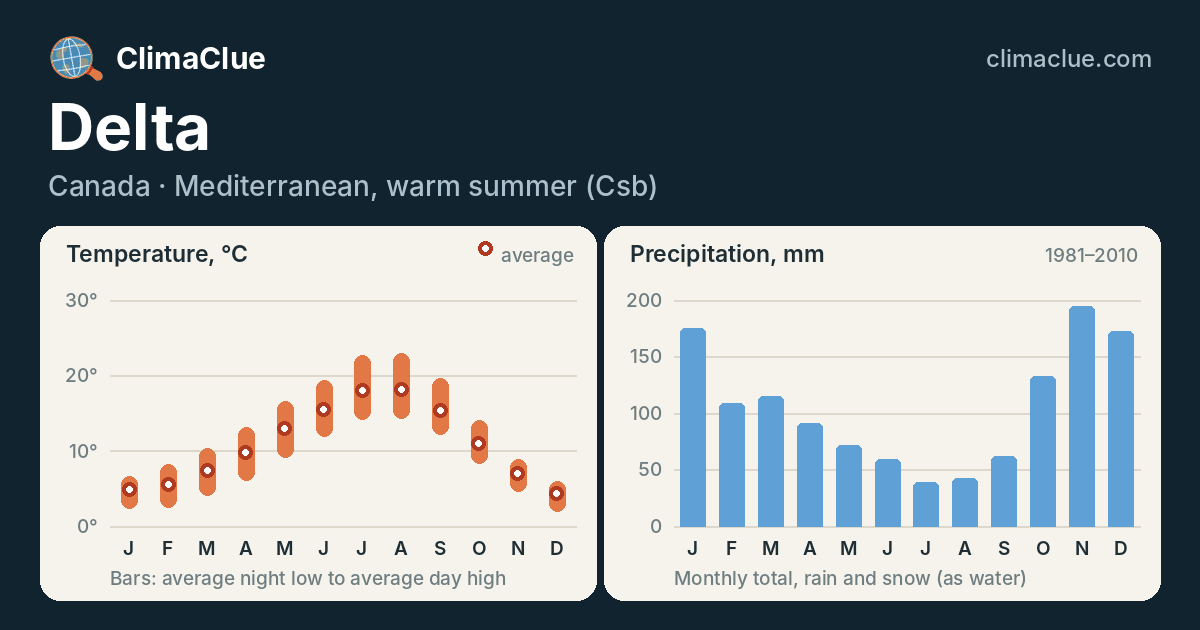 ClimaClue
climaclue.com
Delta
Canada · Mediterranean, warm summer (Csb)
Temperature, °C
average
30°
20°
10°
0°
J F M A M J J A S O N D
Bars: average night low to average day high
Precipitation, mm
1981–2010
200
150
100
50
0
J F M A M J J A S O N D
Monthly total, rain and snow (as water)